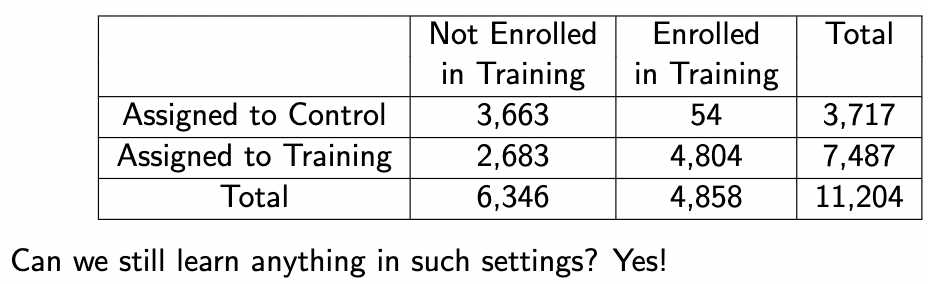 Not Enrolled Enrolled Total
in Training in Training
Assigned to Control 3,663 54 3,717
Assigned to Training 2,683 4,804 7,487
Total 6,346 4,858 11,204
Can we still learn anything in such settings? Yes!